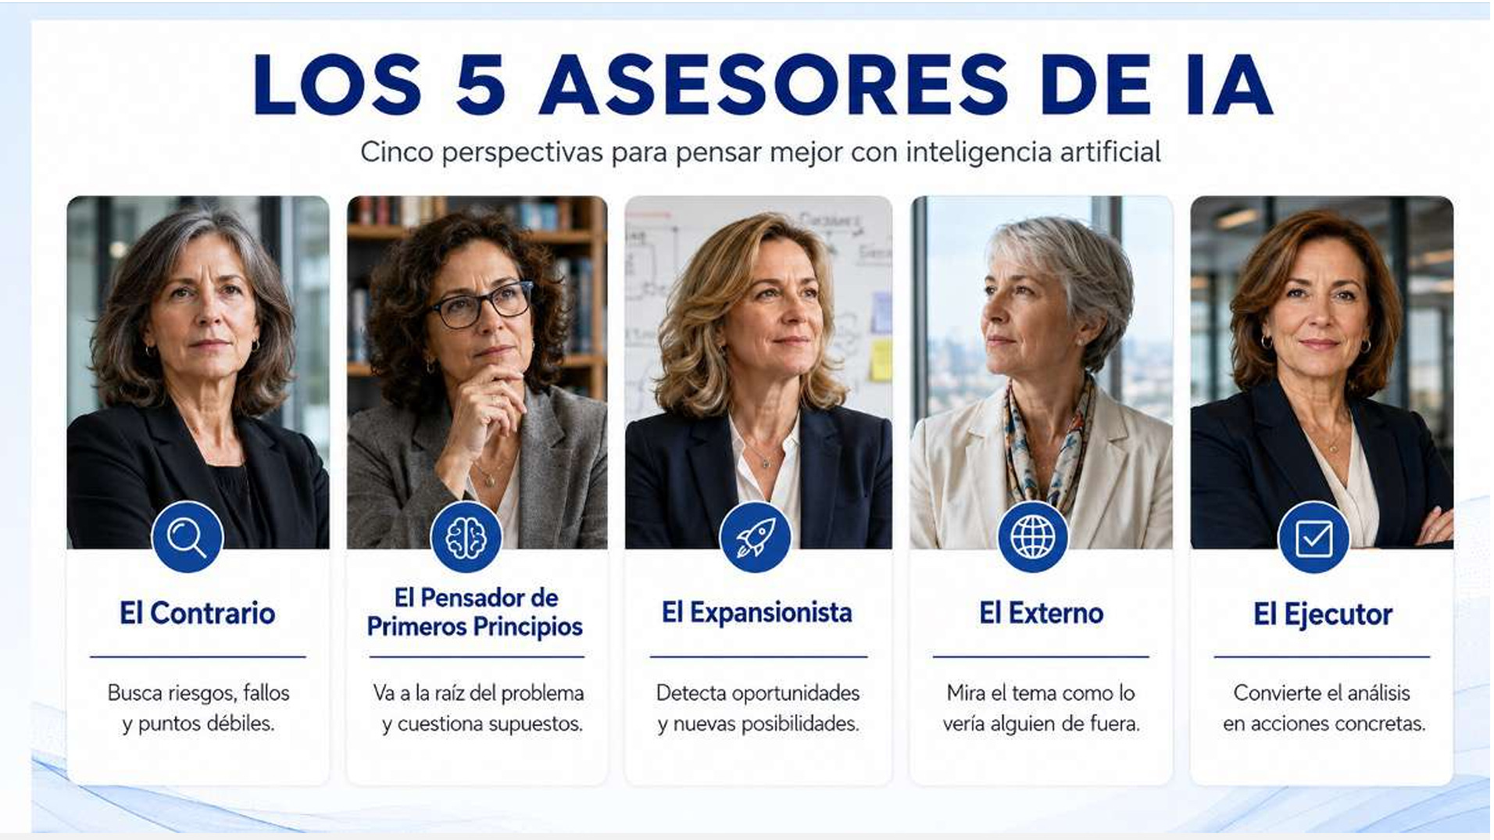 LOS 5 ASESORES DE IA
Cinco perspectivas para pensar mejor con inteligencia artificial
El Contrario
Busca riesgos, fallos
y puntos débiles.
El Pensador de
Primeros Principios
Va a la raíz del problema
y cuestiona supuestos.
El Expansionista
Detecta oportunidades
y nuevas posibilidades.
El Externo
Mira el tema como lo
vería alguien de fuera.
El Ejecutor
Convierte el análisis
en acciones concretas.